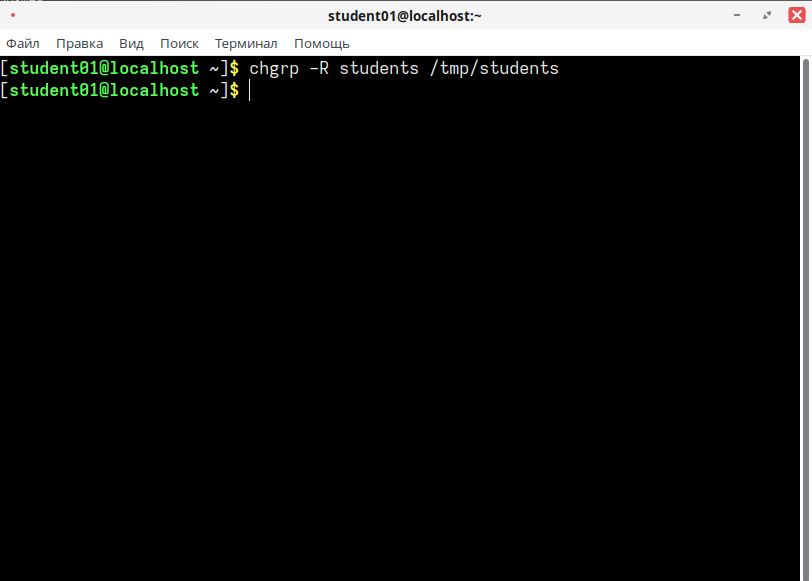 student01@localhost:~
Файл Правка Вид Поиск Терминал Помощь
[student01@localhost ~]$ chgrp -R students /tmp/students
[student01@localhost ~]$